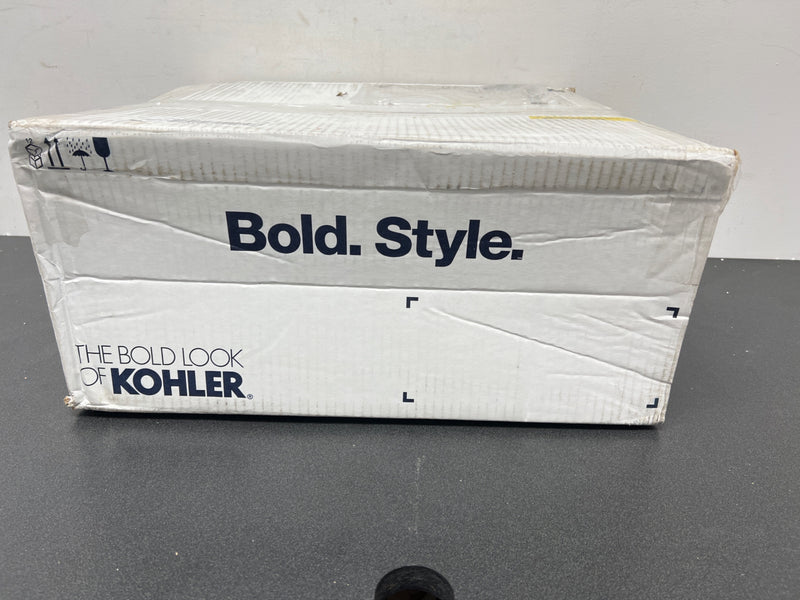 Bold. Style.
THE BOLD LOOK
OF KOHLER®